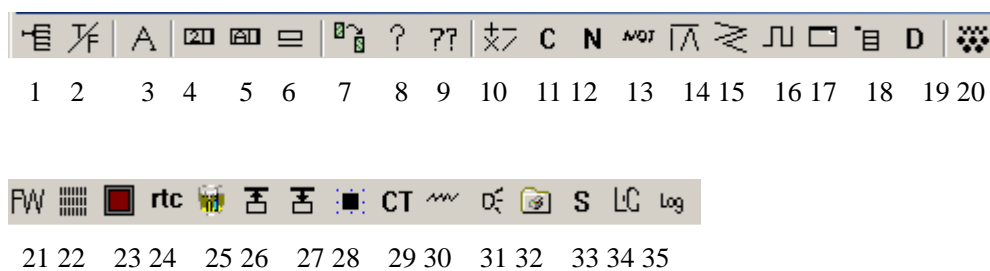 T/F A 2 A ? ?? C N NOT D
1 2 3 4 5 6 7 8 9 10 11 12 13 14 15 16 17 18 19 20
FW rtc CT D S L:C Log
21 22 23 24 25 26 27 28 29 30 31 32 33 34 35